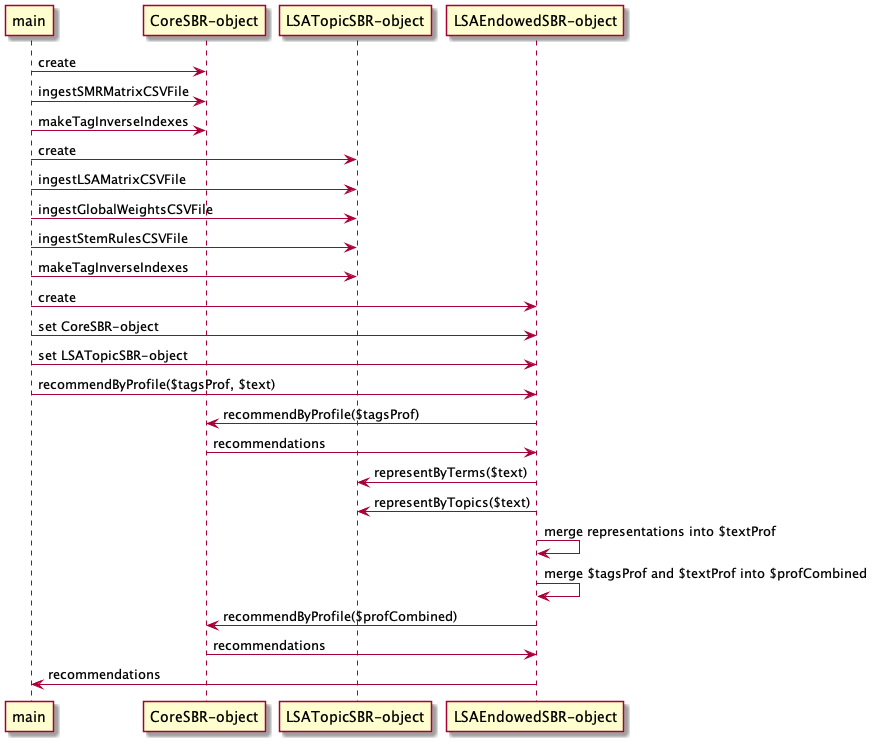 main
CoreSBR-object
LSATopicSBR-object
LSAEndowedSBR-object
create
ingestSMRMatrixCSVFile
makeTagInverseIndexes
create
ingestLSAMatrixCSVFile
ingestGlobalWeightsCSVFile
ingestStemRulesCSVFile
makeTagInverseIndexes
create
set CoreSBR-object
set LSATopicSBR-object
recommendByProfile($tagsProf, $text)
recommendByProfile($tagsProf)
recommendations
representByTerms($text)
representByTopics($text)
merge representations into $textProf
merge $tagsProf and $textProf into $profCombined
recommendByProfile($profCombined)
recommendations
recommendations
main
CoreSBR-object
LSATopicSBR-object
LSAEndowedSBR-object